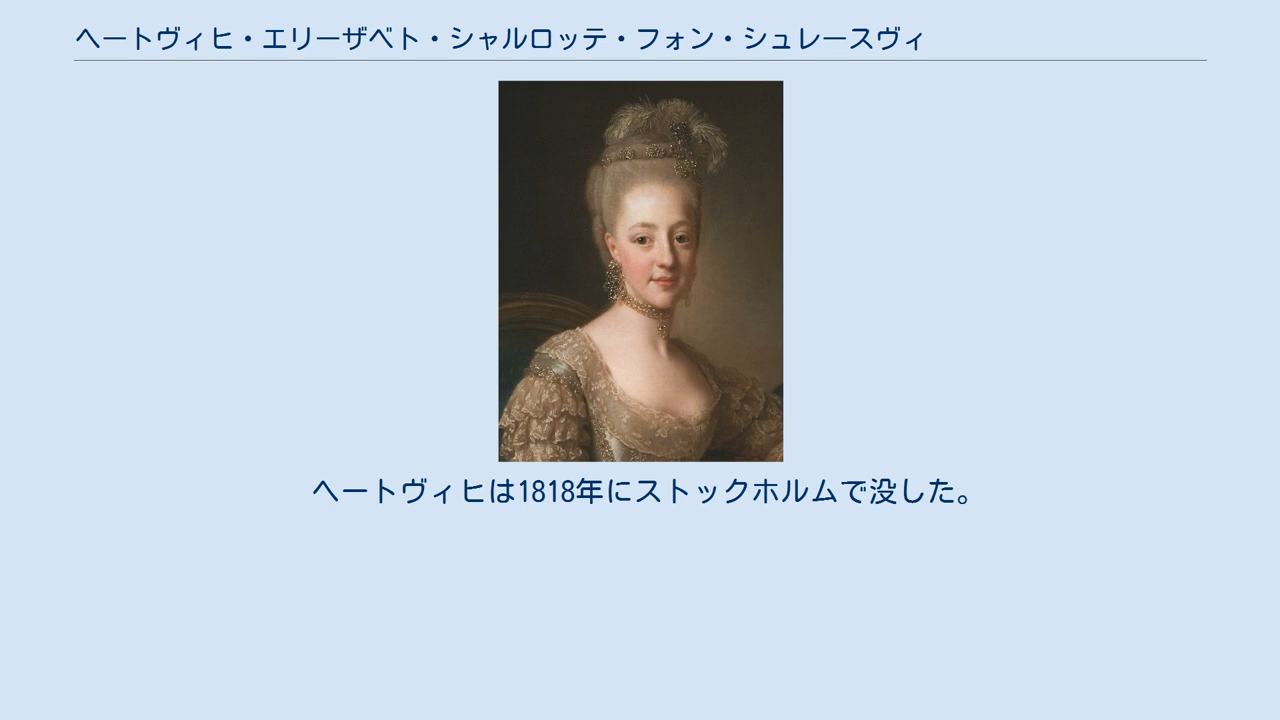 ヘートヴィヒ・エリーザベト・シャルロッテ・フォン・シュレースヴィ
ヘートヴィヒは1818年にストックホルムで没した。